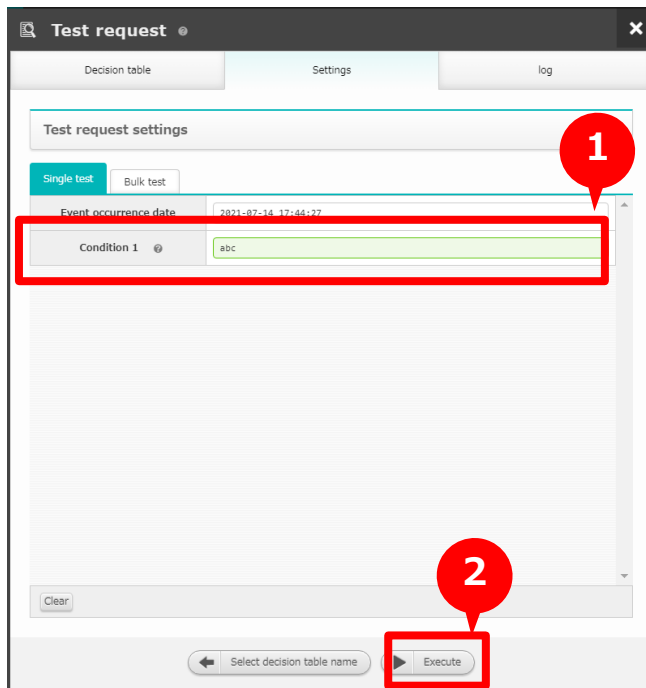 Test request
Decision table
Settings
log
Test request settings
1
Single test
Bulk test
Event occurrence date
2021-07-14 17:44:27
Condition 1
abc
2
Clear
Select decision table name
Execute